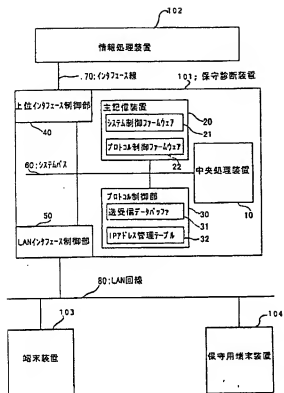 102
情報処理装置
70:インタフェース線
101;保守診断装置
上位インタフェース制御部
40
主記憶装置
20
システム制御ファームウェア
21
プロトコル制御ファームウェア
22
60:システムバス
中央処理装置
10
プロトコル制御部
30
送受信データバッファ
31
IPアドレス管理テーブル
32
50
LANインタフェース制御部
80:LAN回線
103
104
端末装置
保守用端末装置